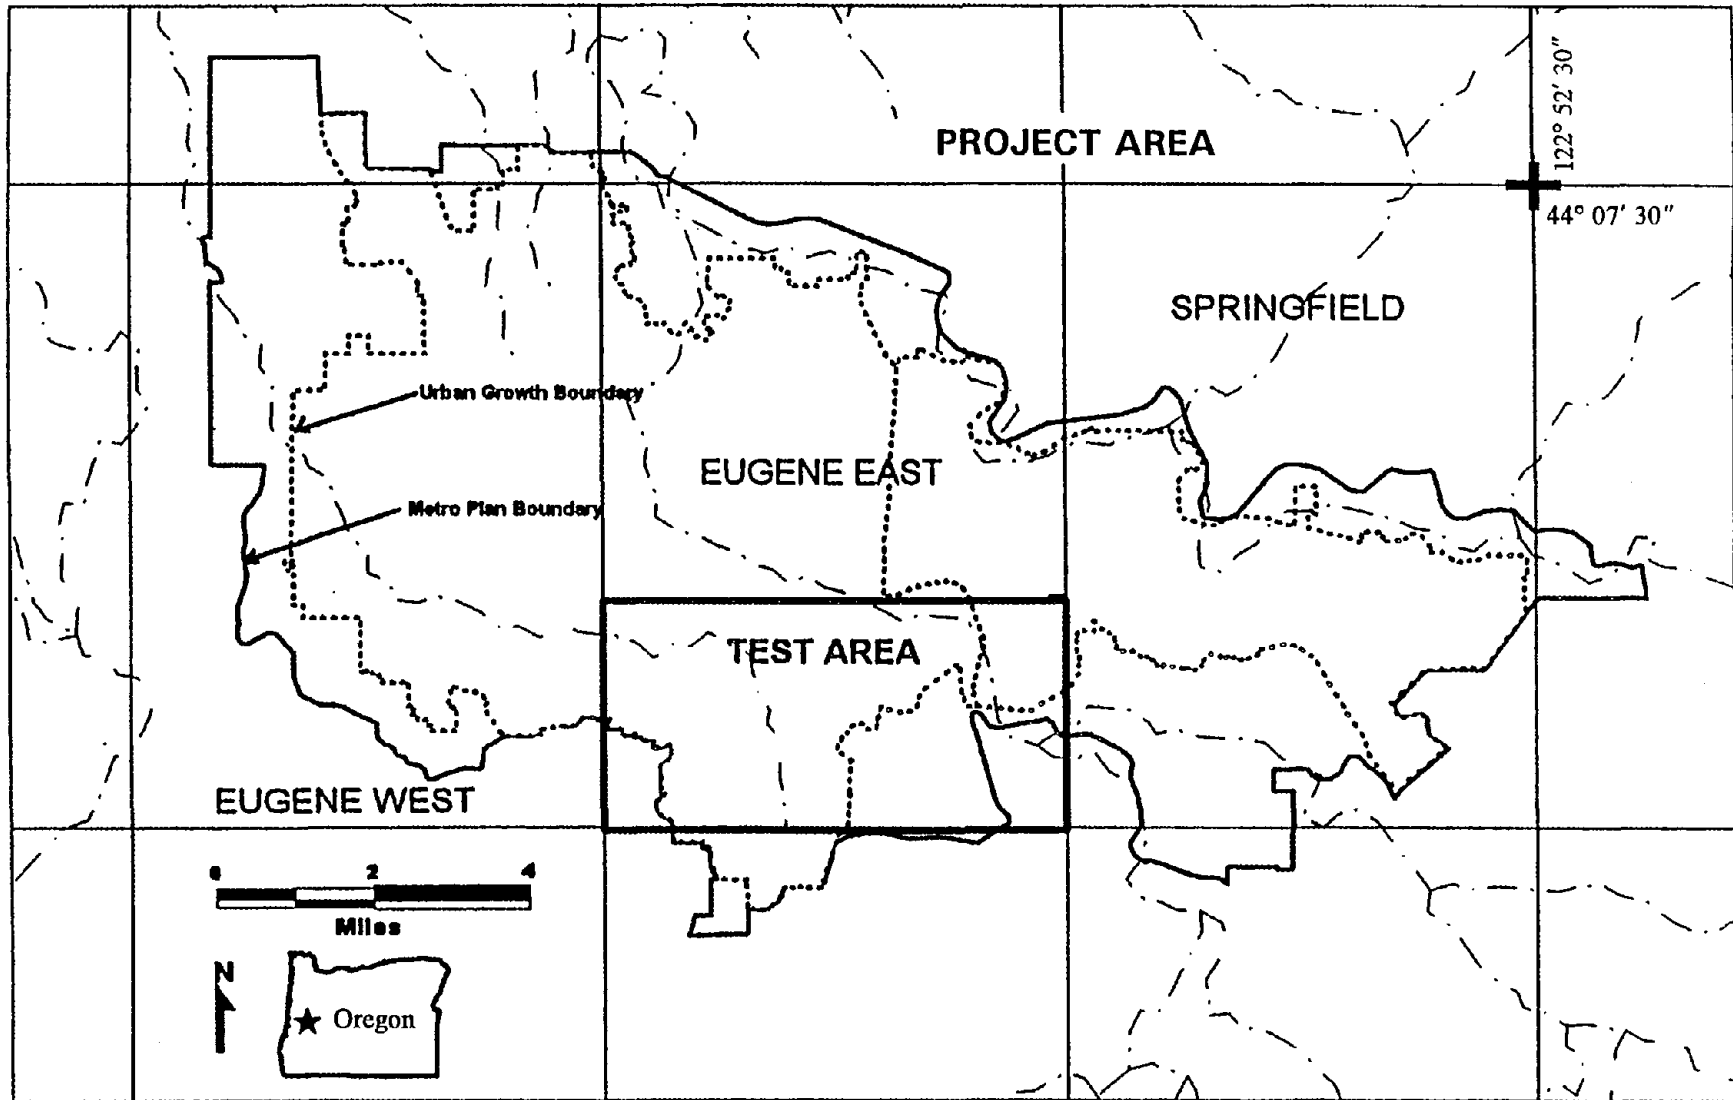 PROJECT AREA
122° 52' 30"
44° 07' 30"
SPRINGFIELD
Urban Growth Boundary
EUGENE EAST
Metro Plan Boundary
TEST AREA
EUGENE WEST
0 2 4
Miles
N
Oregon